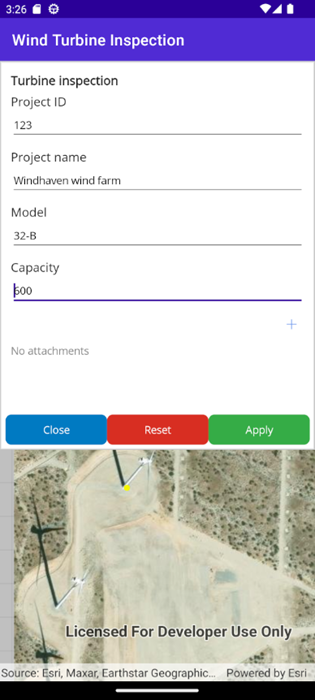 3:26
Wind Turbine Inspection
Turbine inspection
Project ID
123
Project name
Windhaven wind farm
Model
32-B
Capacity
600
+
No attachments
Close
Reset
Apply
Licensed For Developer Use Only
Source: Esri, Maxar, Earthstar Geographic...
Powered by Esri